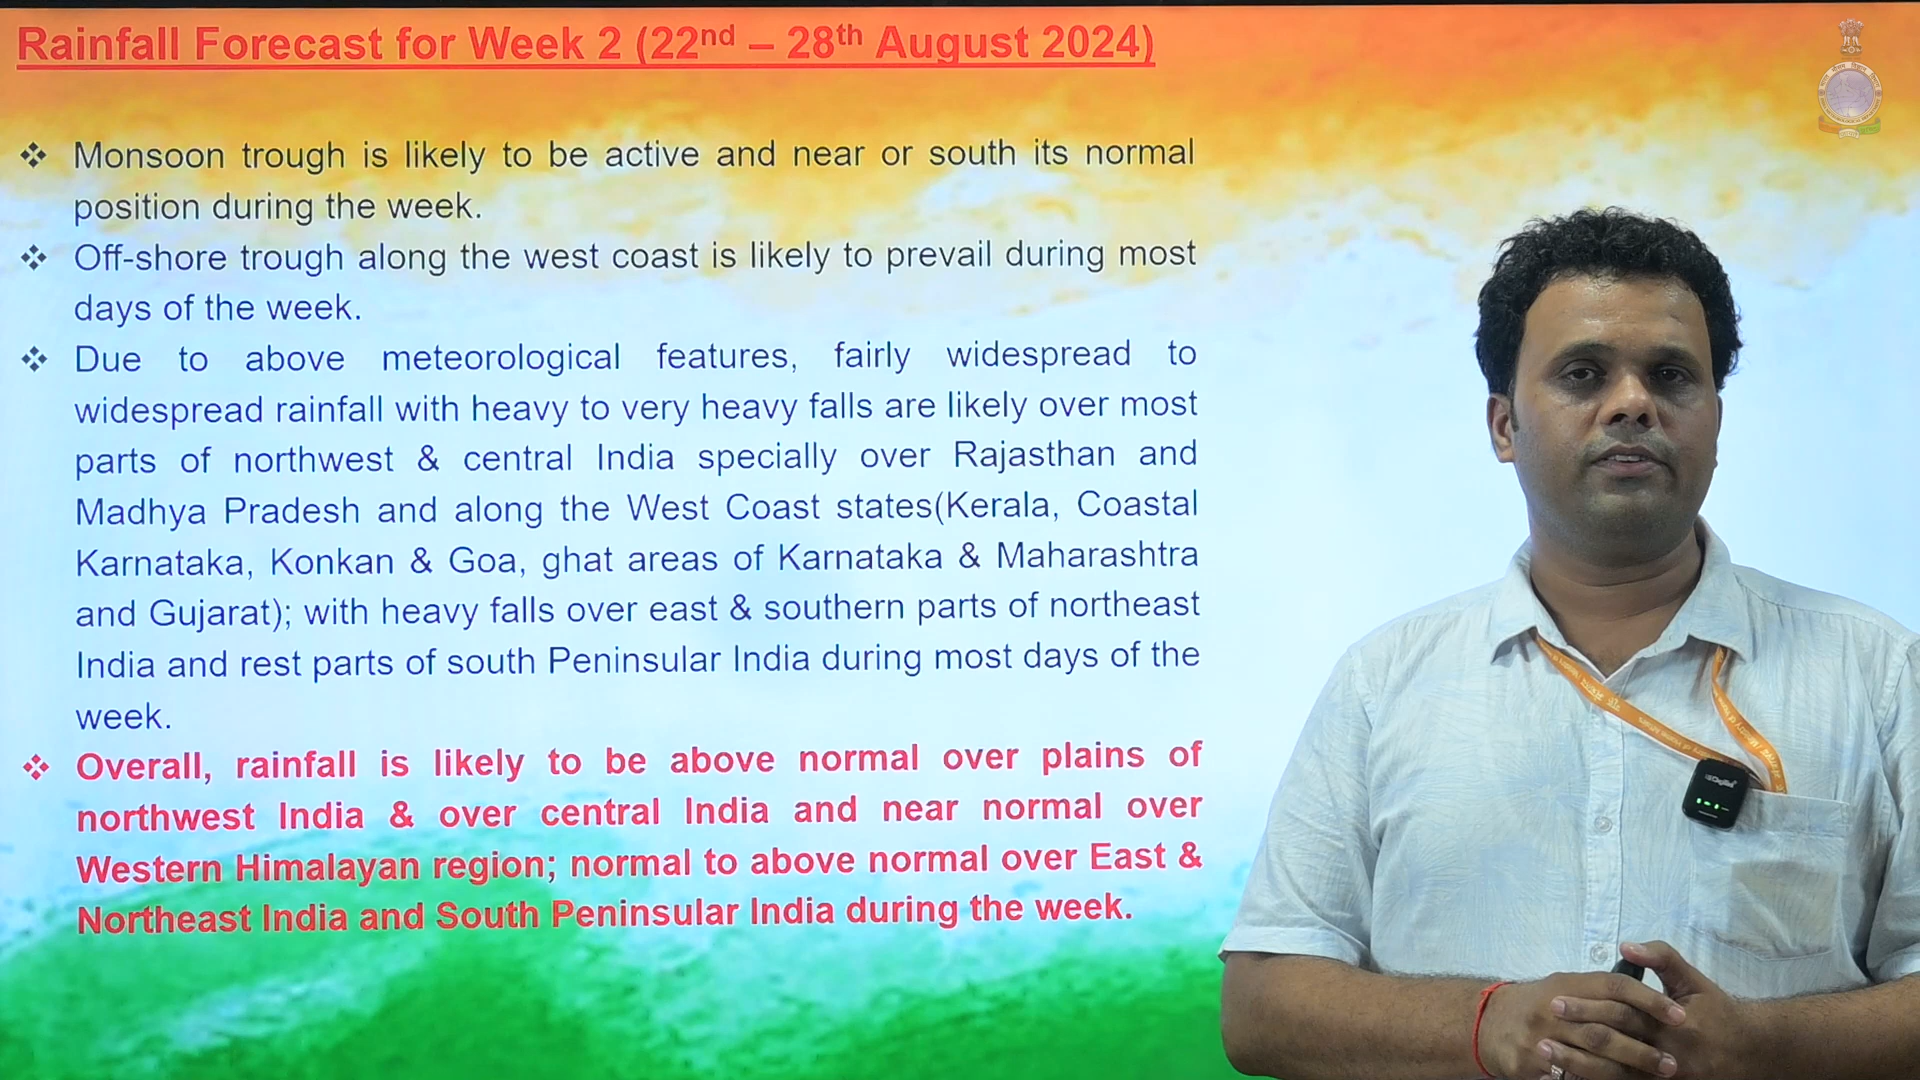 Rainfall Forecast for Week 2 (22nd – 28th August 2024)
❖ Monsoon trough is likely to be active and near or south its normal
position during the week.
❖ Off-shore trough along the west coast is likely to prevail during most
days of the week.
❖ Due to above meteorological features, fairly widespread to
widespread rainfall with heavy to very heavy falls are likely over most
parts of northwest & central India specially over Rajasthan and
Madhya Pradesh and along the West Coast states(Kerala, Coastal
Karnataka, Konkan & Goa, ghat areas of Karnataka & Maharashtra
and Gujarat); with heavy falls over east & southern parts of northeast
India and rest parts of south Peninsular India during most days of the
week.
❖ Overall, rainfall is likely to be above normal over plains of
northwest India & over central India and near normal over
Western Himalayan region; normal to above normal over East &
Northeast India and South Peninsular India during the week.